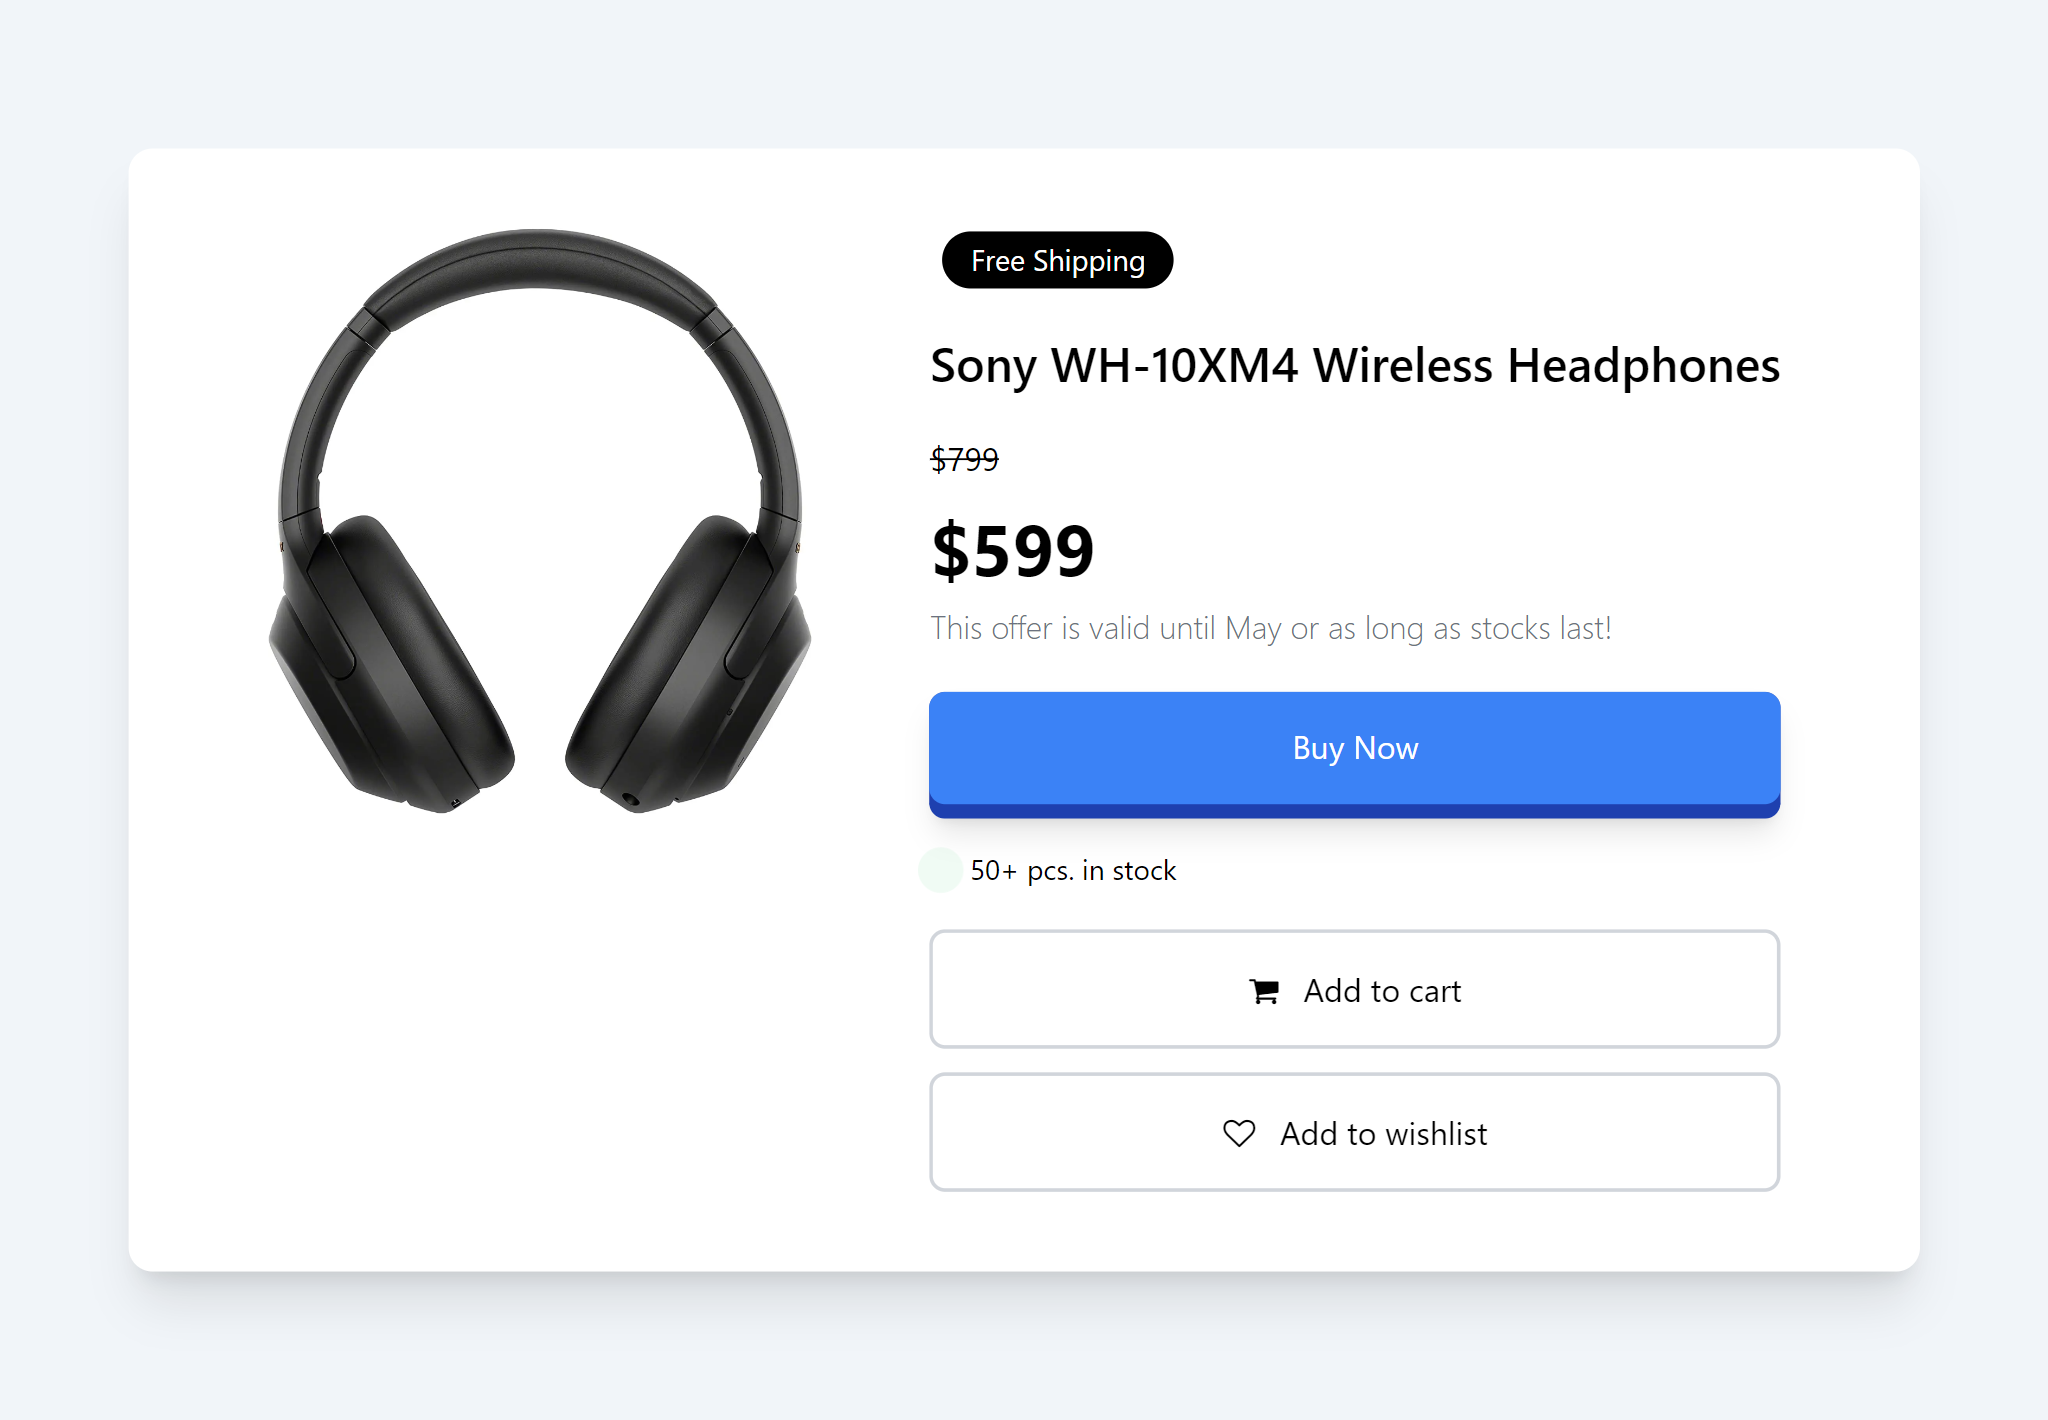 Free Shipping
Sony WH-10XM4 Wireless Headphones
$799
$599
This offer is valid until May or as long as stocks last!
Buy Now
50+ pcs. in stock
Add to cart
Add to wishlist